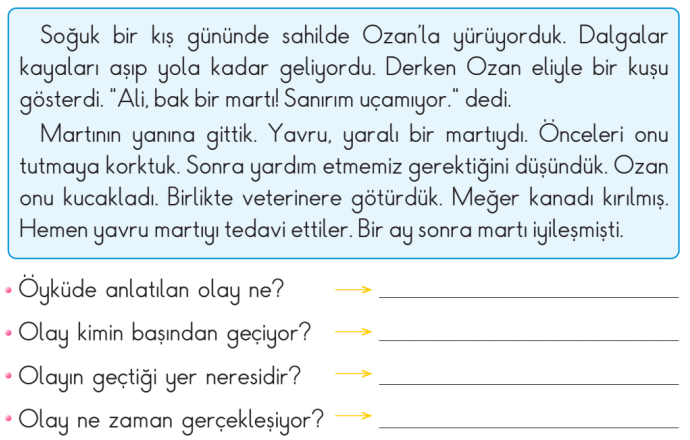 Soğuk bir kış gününde sahilde Ozan'la yürüyorduk. Dalgalar
kayaları aşıp yola kadar geliyordu. Derken Ozan eliyle bir kuşu
gösterdi. "Ali, bak bir martı! Sanırım uçamıyor." dedi.
Martının yanına gittik. Yavru, yaralı bir martıydı. Önceleri onu
tutmaya korktuk. Sonra yardım etmemiz gerektiğini düşündük. Ozan
onu kucakladı. Birlikte veterinere götürdük. Meğer kanadı kırılmış.
Hemen yavru martıyı tedavi ettiler. Bir ay sonra martı iyileşmişti.
Öyküde anlatılan olay ne?
Olay kimin başından geçiyor?
Olayın geçtiği yer neresidir?
Olay ne zaman gerçekleşiyor?